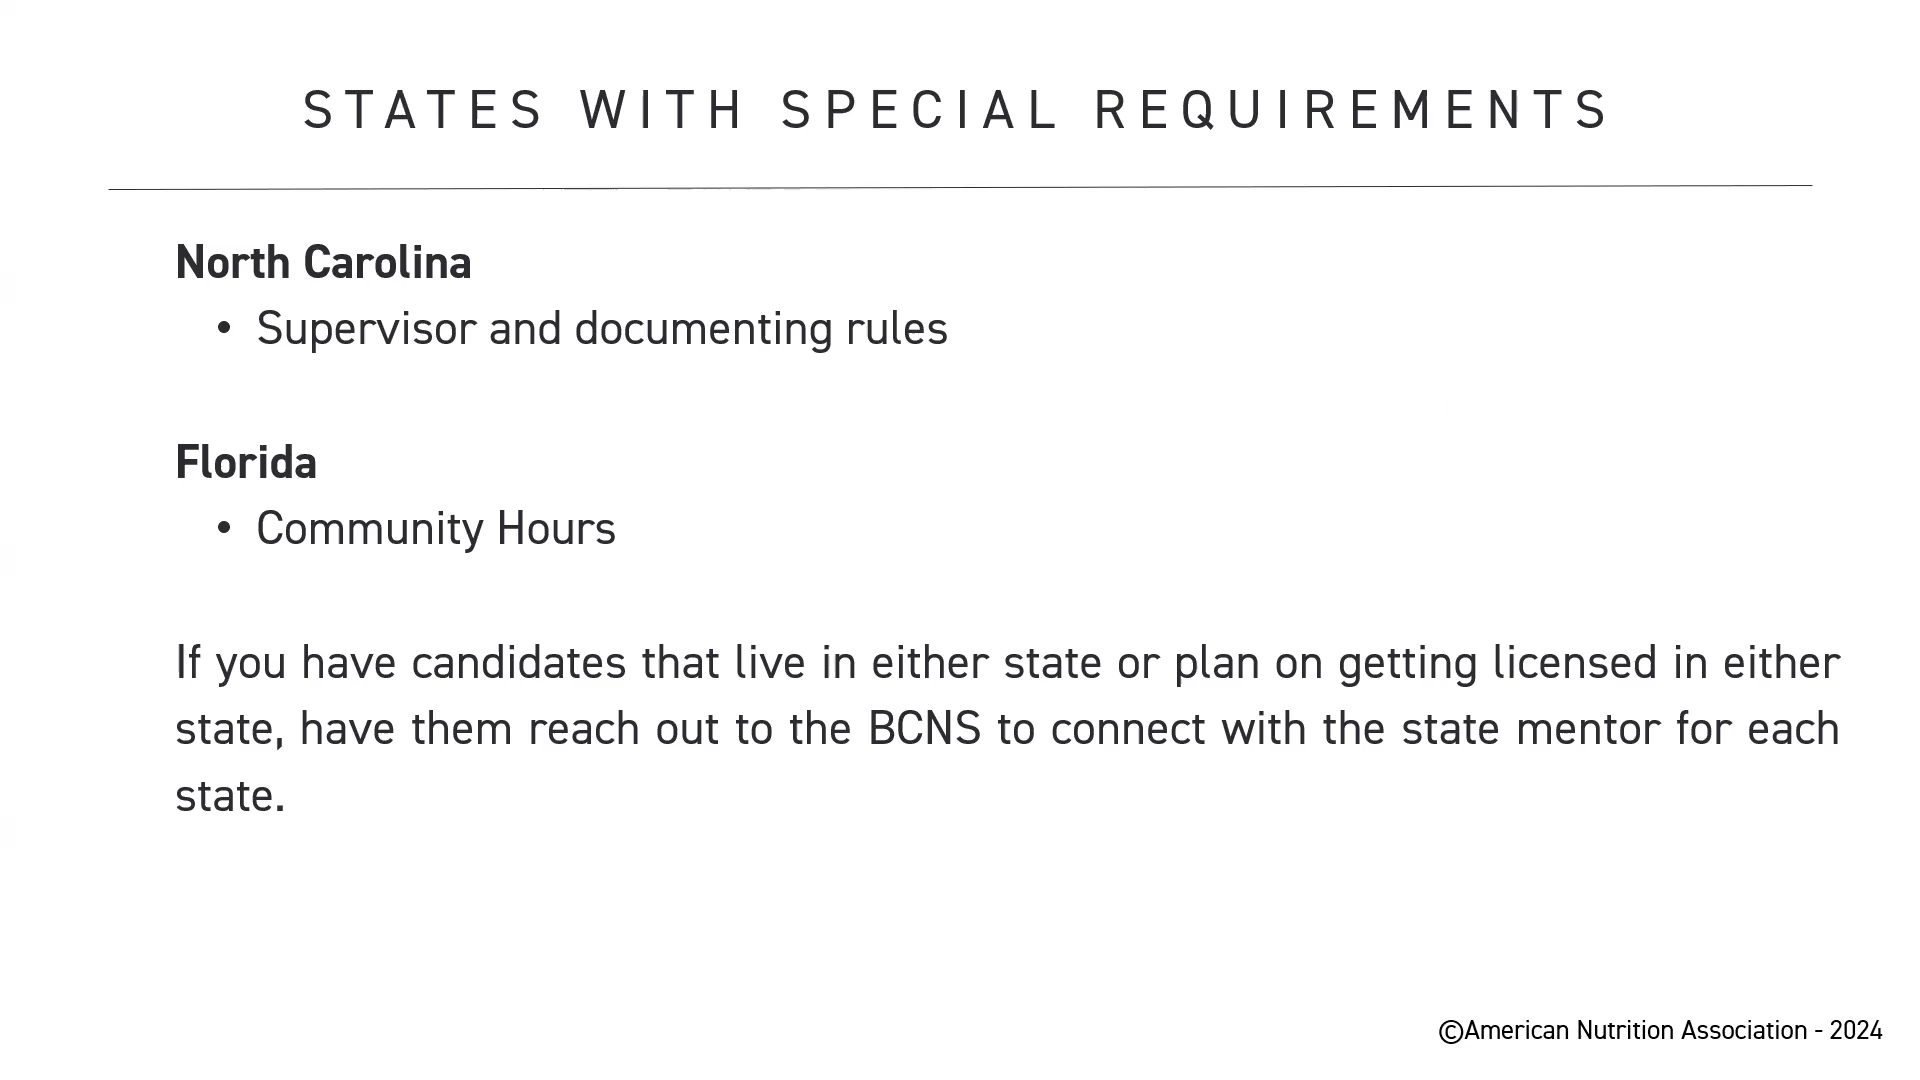 STATES WITH SPECIAL REQUIREMENTS
North Carolina
• Supervisor and documenting rules
Florida
• Community Hours
If you have candidates that live in either state or plan on getting licensed in either
state, have them reach out to the BCNS to connect with the state mentor for each
state.
©American Nutrition Association - 2024